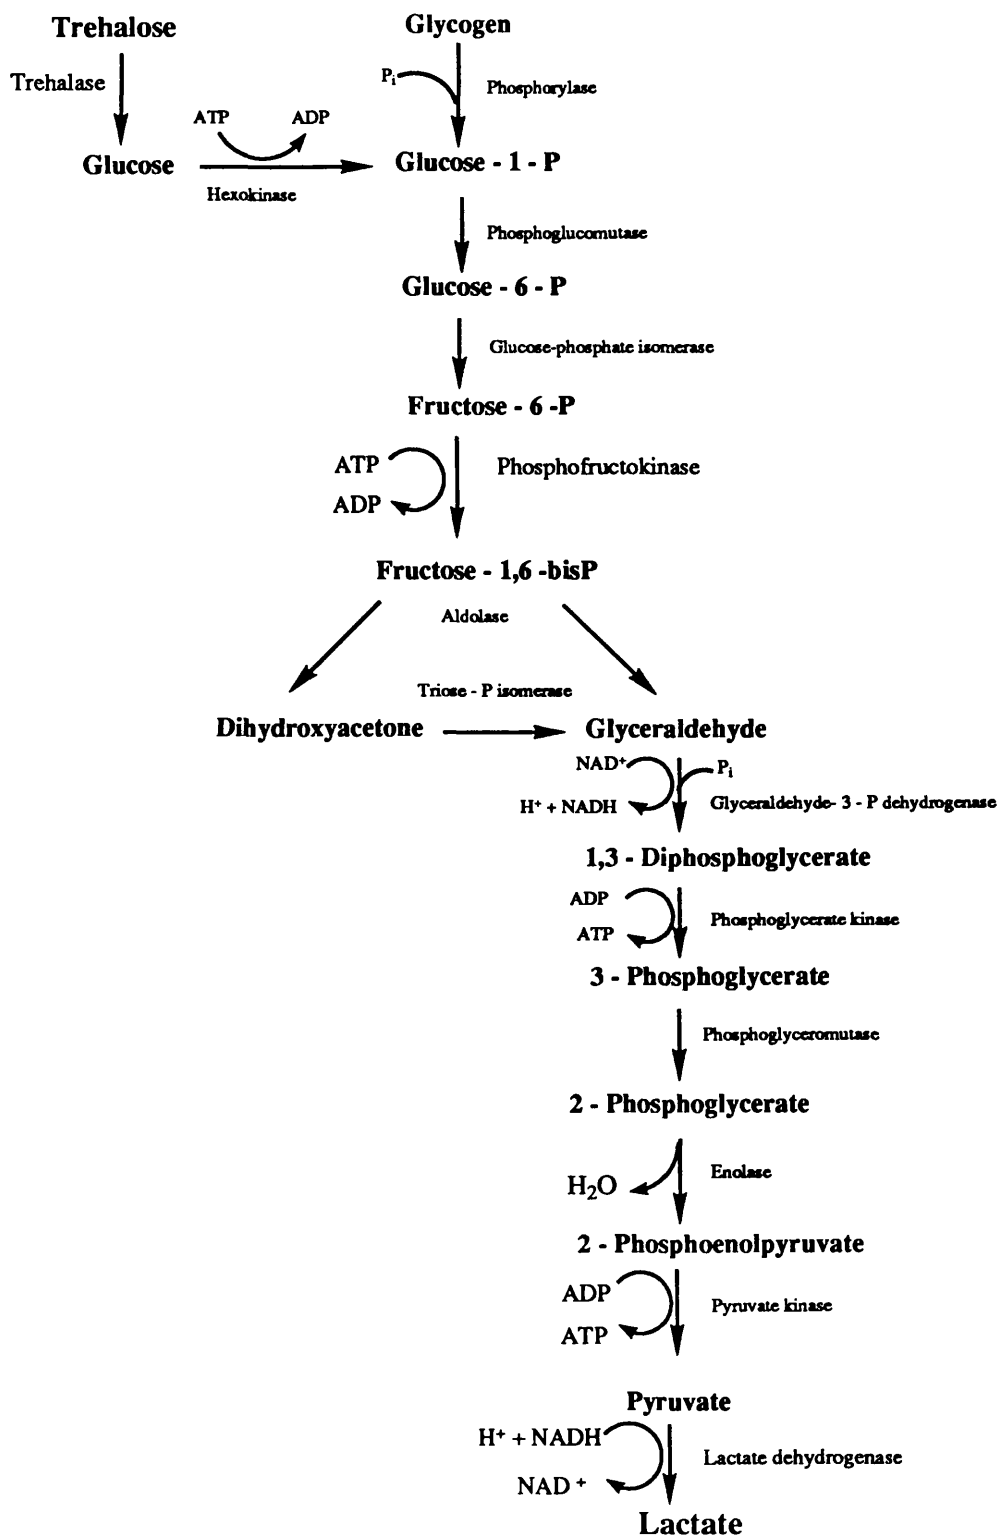 Trehalose
Glycogen
Trehalase
Pi
Phosphorylase
ATP
ADP
Glucose
Glucose - 1 - P
Hexokinase
Phosphoglucomutase
Glucose - 6 - P
Glucose-phosphate isomerase
Fructose - 6 -P
ATP
Phosphofructokinase
ADP
Fructose - 1,6 -bisP
Aldolase
Triose - P isomerase
Dihydroxyacetone
Glyceraldehyde
NAD+
Pi
H+ + NADH
Glyceraldehyde- 3 - P dehydrogenase
1,3 - Diphosphoglycerate
ADP
Phosphoglycerate kinase
ATP
3 - Phosphoglycerate
Phosphoglyceromutase
2 - Phosphoglycerate
Enolase
H2O
2 - Phosphoenolpyruvate
ADP
Pyruvate kinase
ATP
Pyruvate
H+ + NADH
Lactate dehydrogenase
NAD +
Lactate